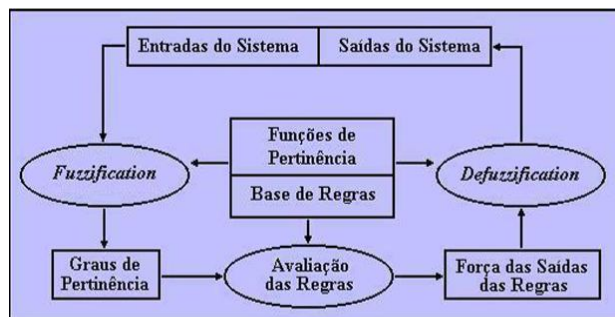 Entradas do Sistema
Saídas do Sistema
Funções de
Pertinência
Fuzzification
Defuzzification
Base de Regras
Graus de
Pertinência
Avaliação
das Regras
Força das Saídas
das Regras